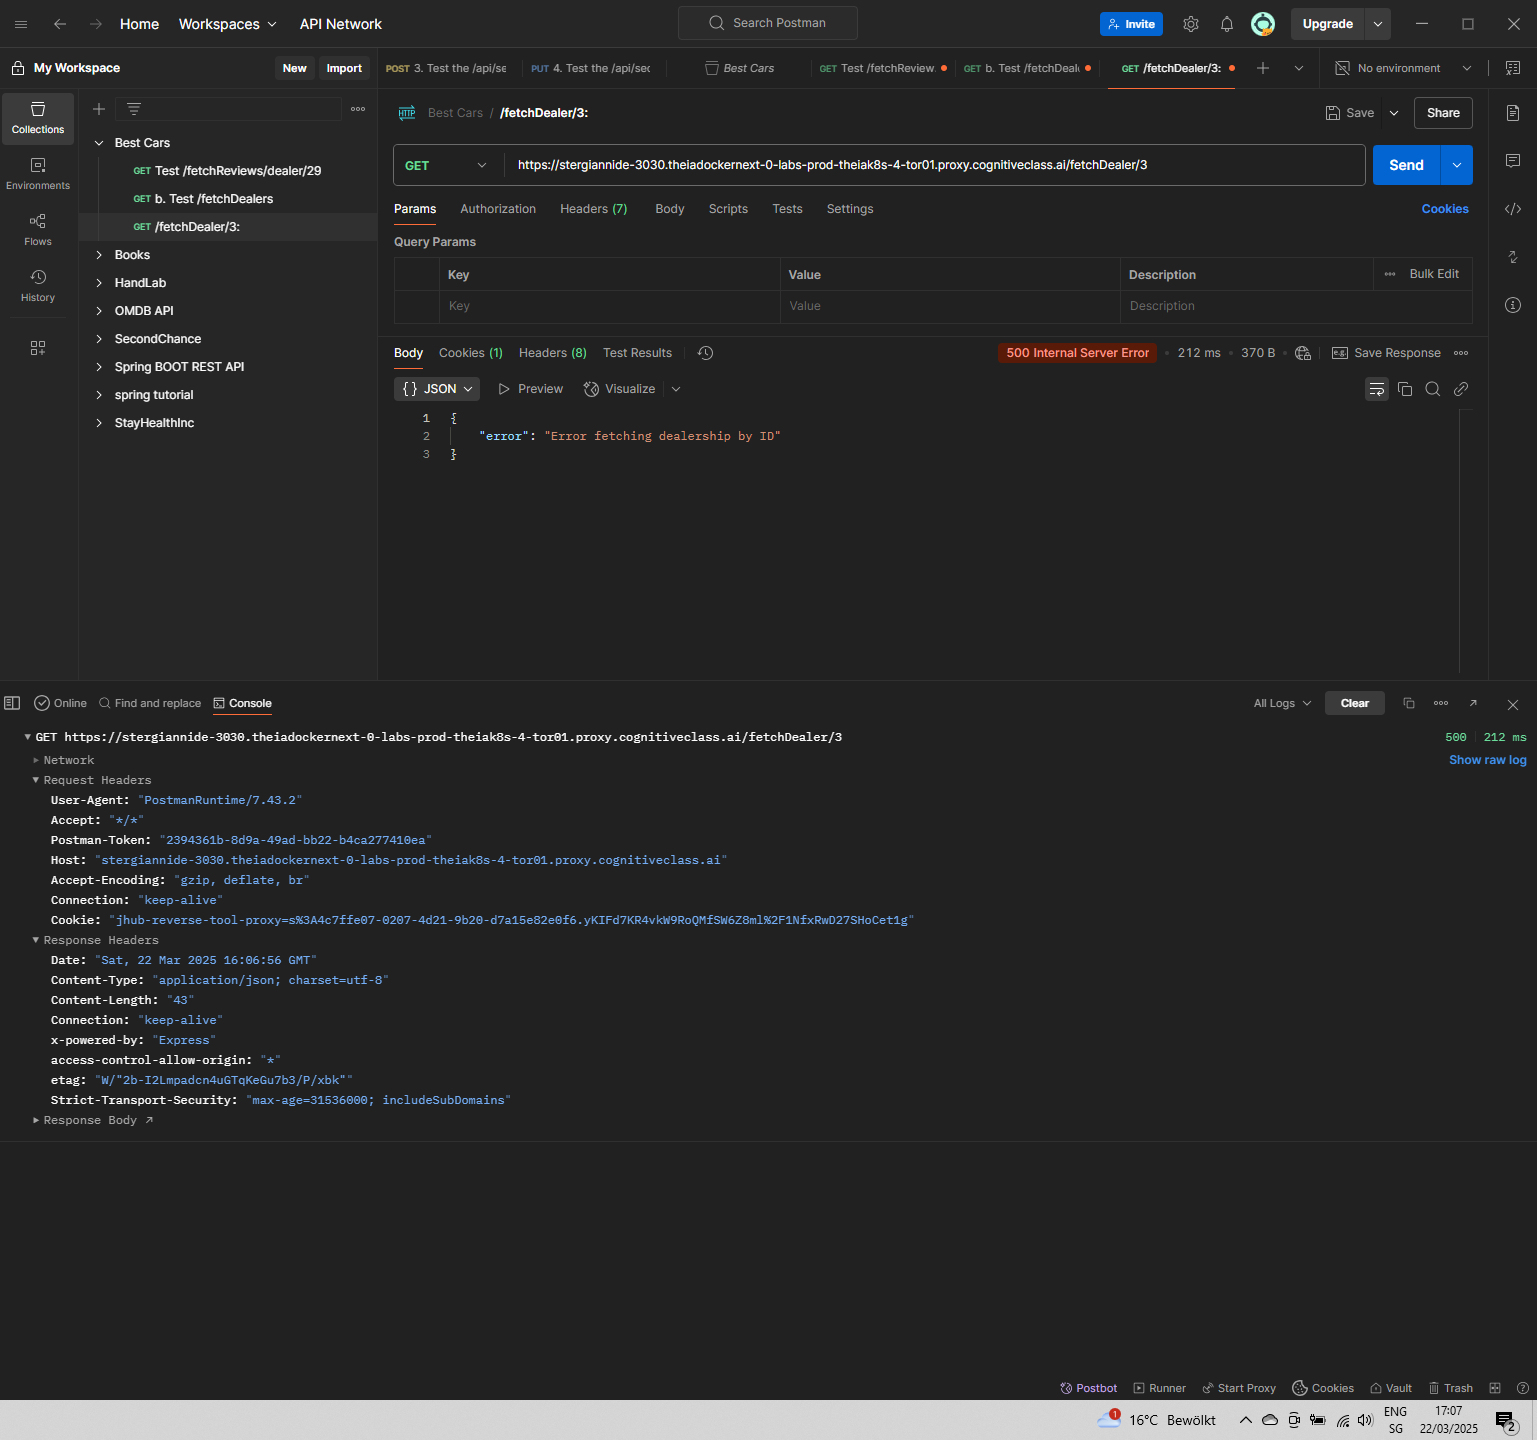 Home Workspaces API Network Search Postman Invite Upgrade
My Workspace New Import POST 3. Test the /api/se PUT 4. Test the /api/sec Best Cars GET Test /fetchReview GET b. Test /fetchDeal GET /fetchDealer/3: No environment
Collections
Environments
Flows
History
Best Cars
GET Test /fetchReviews/dealer/29
GET b. Test /fetchDealers
GET /fetchDealer/3:
Books
HandLab
OMDB API
SecondChance
Spring BOOT REST API
spring tutorial
StayHealthInc
HTTP Best Cars / /fetchDealer/3: Save Share
GET https://stergiannide-3030.theiadockernext-0-labs-prod-theiak8s-4-tor01.proxy.cognitiveclass.ai/fetchDealer/3 Send
Params Authorization Headers (7) Body Scripts Tests Settings Cookies
Query Params
Key Value Description Bulk Edit
Key Value Description
Body Cookies (1) Headers (8) Test Results 500 Internal Server Error 212 ms 370 B e.g. Save Response
{} JSON Preview Visualize
1 {
2 "error": "Error fetching dealership by ID"
3 }
Online Find and replace Console All Logs Clear
GET https://stergiannide-3030.theiadockernext-0-labs-prod-theiak8s-4-tor01.proxy.cognitiveclass.ai/fetchDealer/3 500 212 ms
Network Show raw log
Request Headers
User-Agent: "PostmanRuntime/7.43.2"
Accept: "*/*"
Postman-Token: "2394361b-8d9a-49ad-bb22-b4ca277410ea"
Host: "stergiannide-3030.theiadockernext-0-labs-prod-theiak8s-4-tor01.proxy.cognitiveclass.ai"
Accept-Encoding: "gzip, deflate, br"
Connection: "keep-alive"
Cookie: "jhub-reverse-tool-proxy=s%3A4c7ffe07-0207-4d21-9b20-d7a15e82e0f6.yKIFd7KR4vkW9RoQMfSW6Z8ml%2F1NfxRwD27SHoCet1g"
Response Headers
Date: "Sat, 22 Mar 2025 16:06:56 GMT"
Content-Type: "application/json; charset=utf-8"
Content-Length: "43"
Connection: "keep-alive"
x-powered-by: "Express"
access-control-allow-origin: "*"
etag: "W/"2b-I2Lmpadcn4uGTqKeGu7b3/P/xbk""
Strict-Transport-Security: "max-age=31536000; includeSubDomains"
Response Body
Postbot Runner Start Proxy Cookies Vault Trash
1 16°C Bewölkt ENG SG 17:07 22/03/2025 2